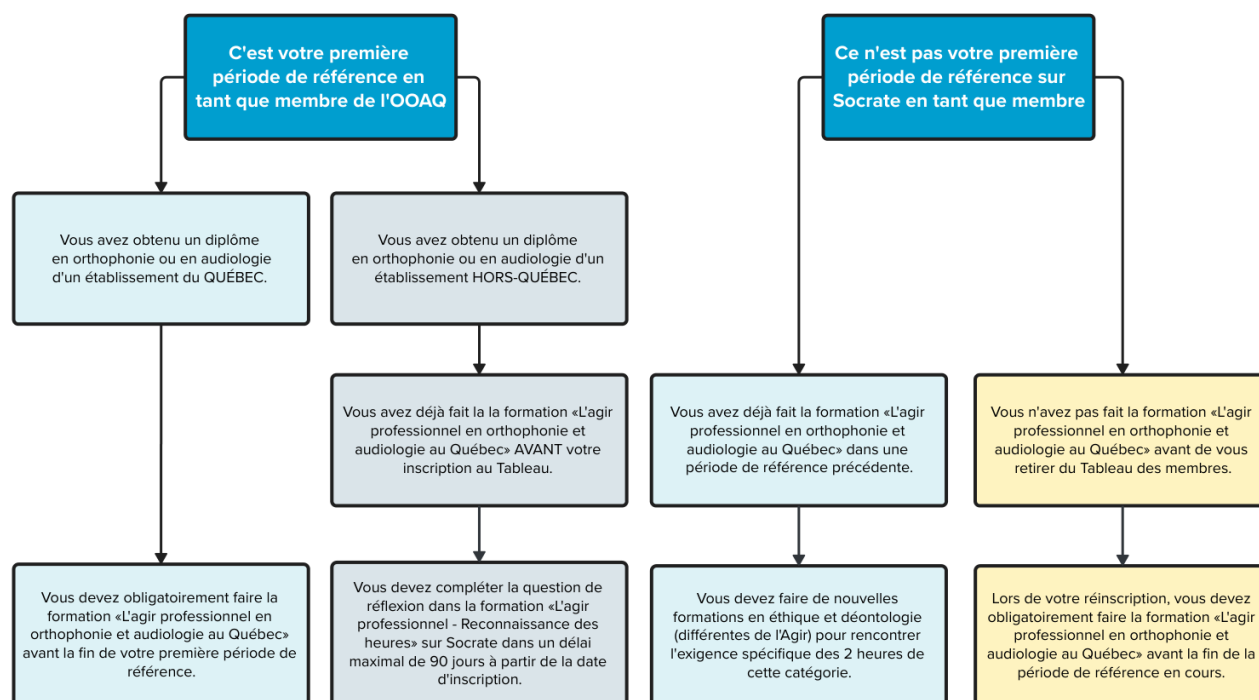 C'est votre première
période de référence en
tant que membre de l'OOAQ
Ce n'est pas votre première
période de référence sur
Socrate en tant que membre
Vous avez obtenu un diplôme
en orthophonie ou en audiologie
d'un établissement du QUÉBEC.
Vous avez obtenu un diplôme
en orthophonie ou en audiologie d'un
établissement HORS-QUÉBEC.
Vous avez déjà fait la la formation «L'agir
professionnel en orthophonie et
audiologie au Québec» AVANT votre
inscription au Tableau.
Vous avez déjà fait la formation «L'agir
professionnel en orthophonie et
audiologie au Québec» dans une
période de référence précédente.
Vous n'avez pas fait la formation «L'agir
professionnel en orthophonie et
audiologie au Québec» avant de vous
retirer du Tableau des membres.
Vous devez obligatoirement faire la
formation «L'agir professionnel en
orthophonie et audiologie au Québec»
avant la fin de votre première période de
référence.
Vous devez compléter la question de
réflexion dans la formation «L'agir
professionnel - Reconnaissance des
heures» sur Socrate dans un délai
maximal de 90 jours à partir de la date
d'inscription.
Vous devez faire de nouvelles
formations en éthique et déontologie
(différentes de l'Agir) pour rencontrer
l'exigence spécifique des 2 heures de
cette catégorie.
Lors de votre réinscription, vous devez
obligatoirement faire la formation «L'agir
professionnel en orthophonie et
audiologie au Québec» avant la fin de la
période de référence en cours.